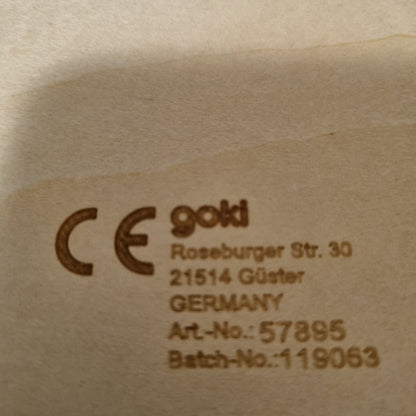 CE goki
Roseburger Str. 30
21514 Güster
GERMANY
Art.-No.: 57895
Batch-No.: 119063